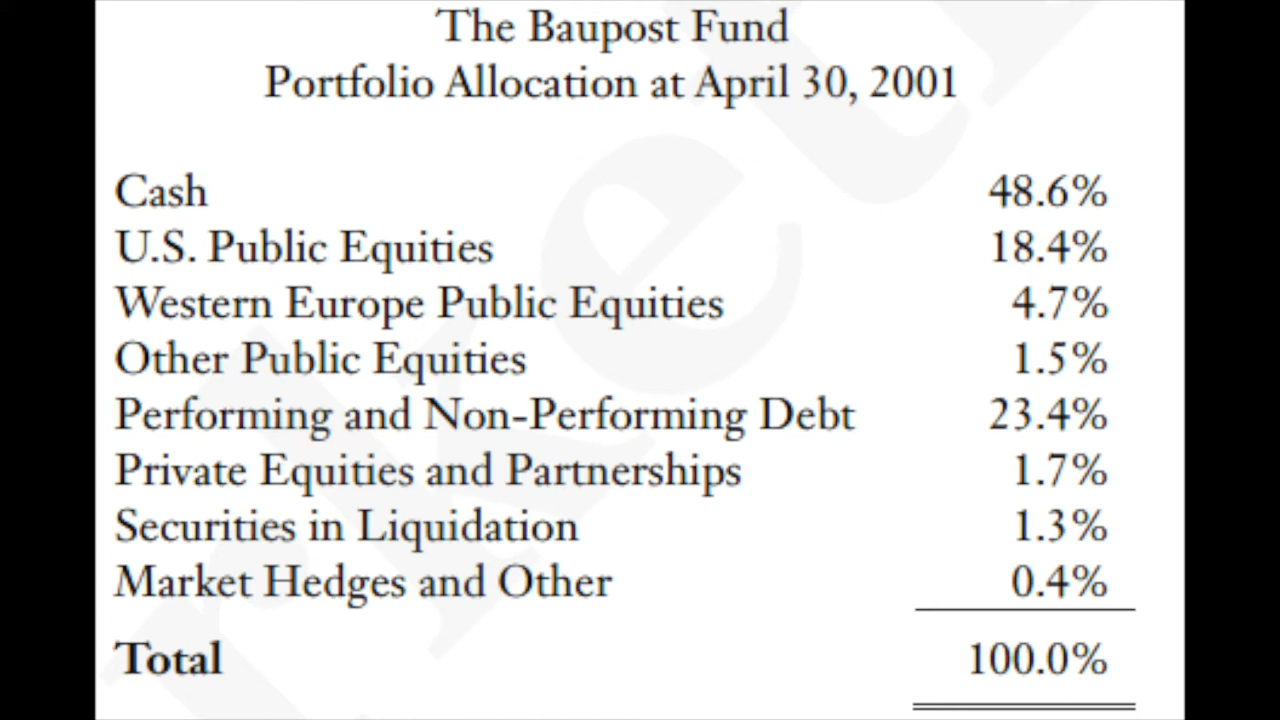 The Baupost Fund
Portfolio Allocation at April 30, 2001
Cash 48.6%
U.S. Public Equities 18.4%
Western Europe Public Equities 4.7%
Other Public Equities 1.5%
Performing and Non-Performing Debt 23.4%
Private Equities and Partnerships 1.7%
Securities in Liquidation 1.3%
Market Hedges and Other 0.4%
Total 100.0%